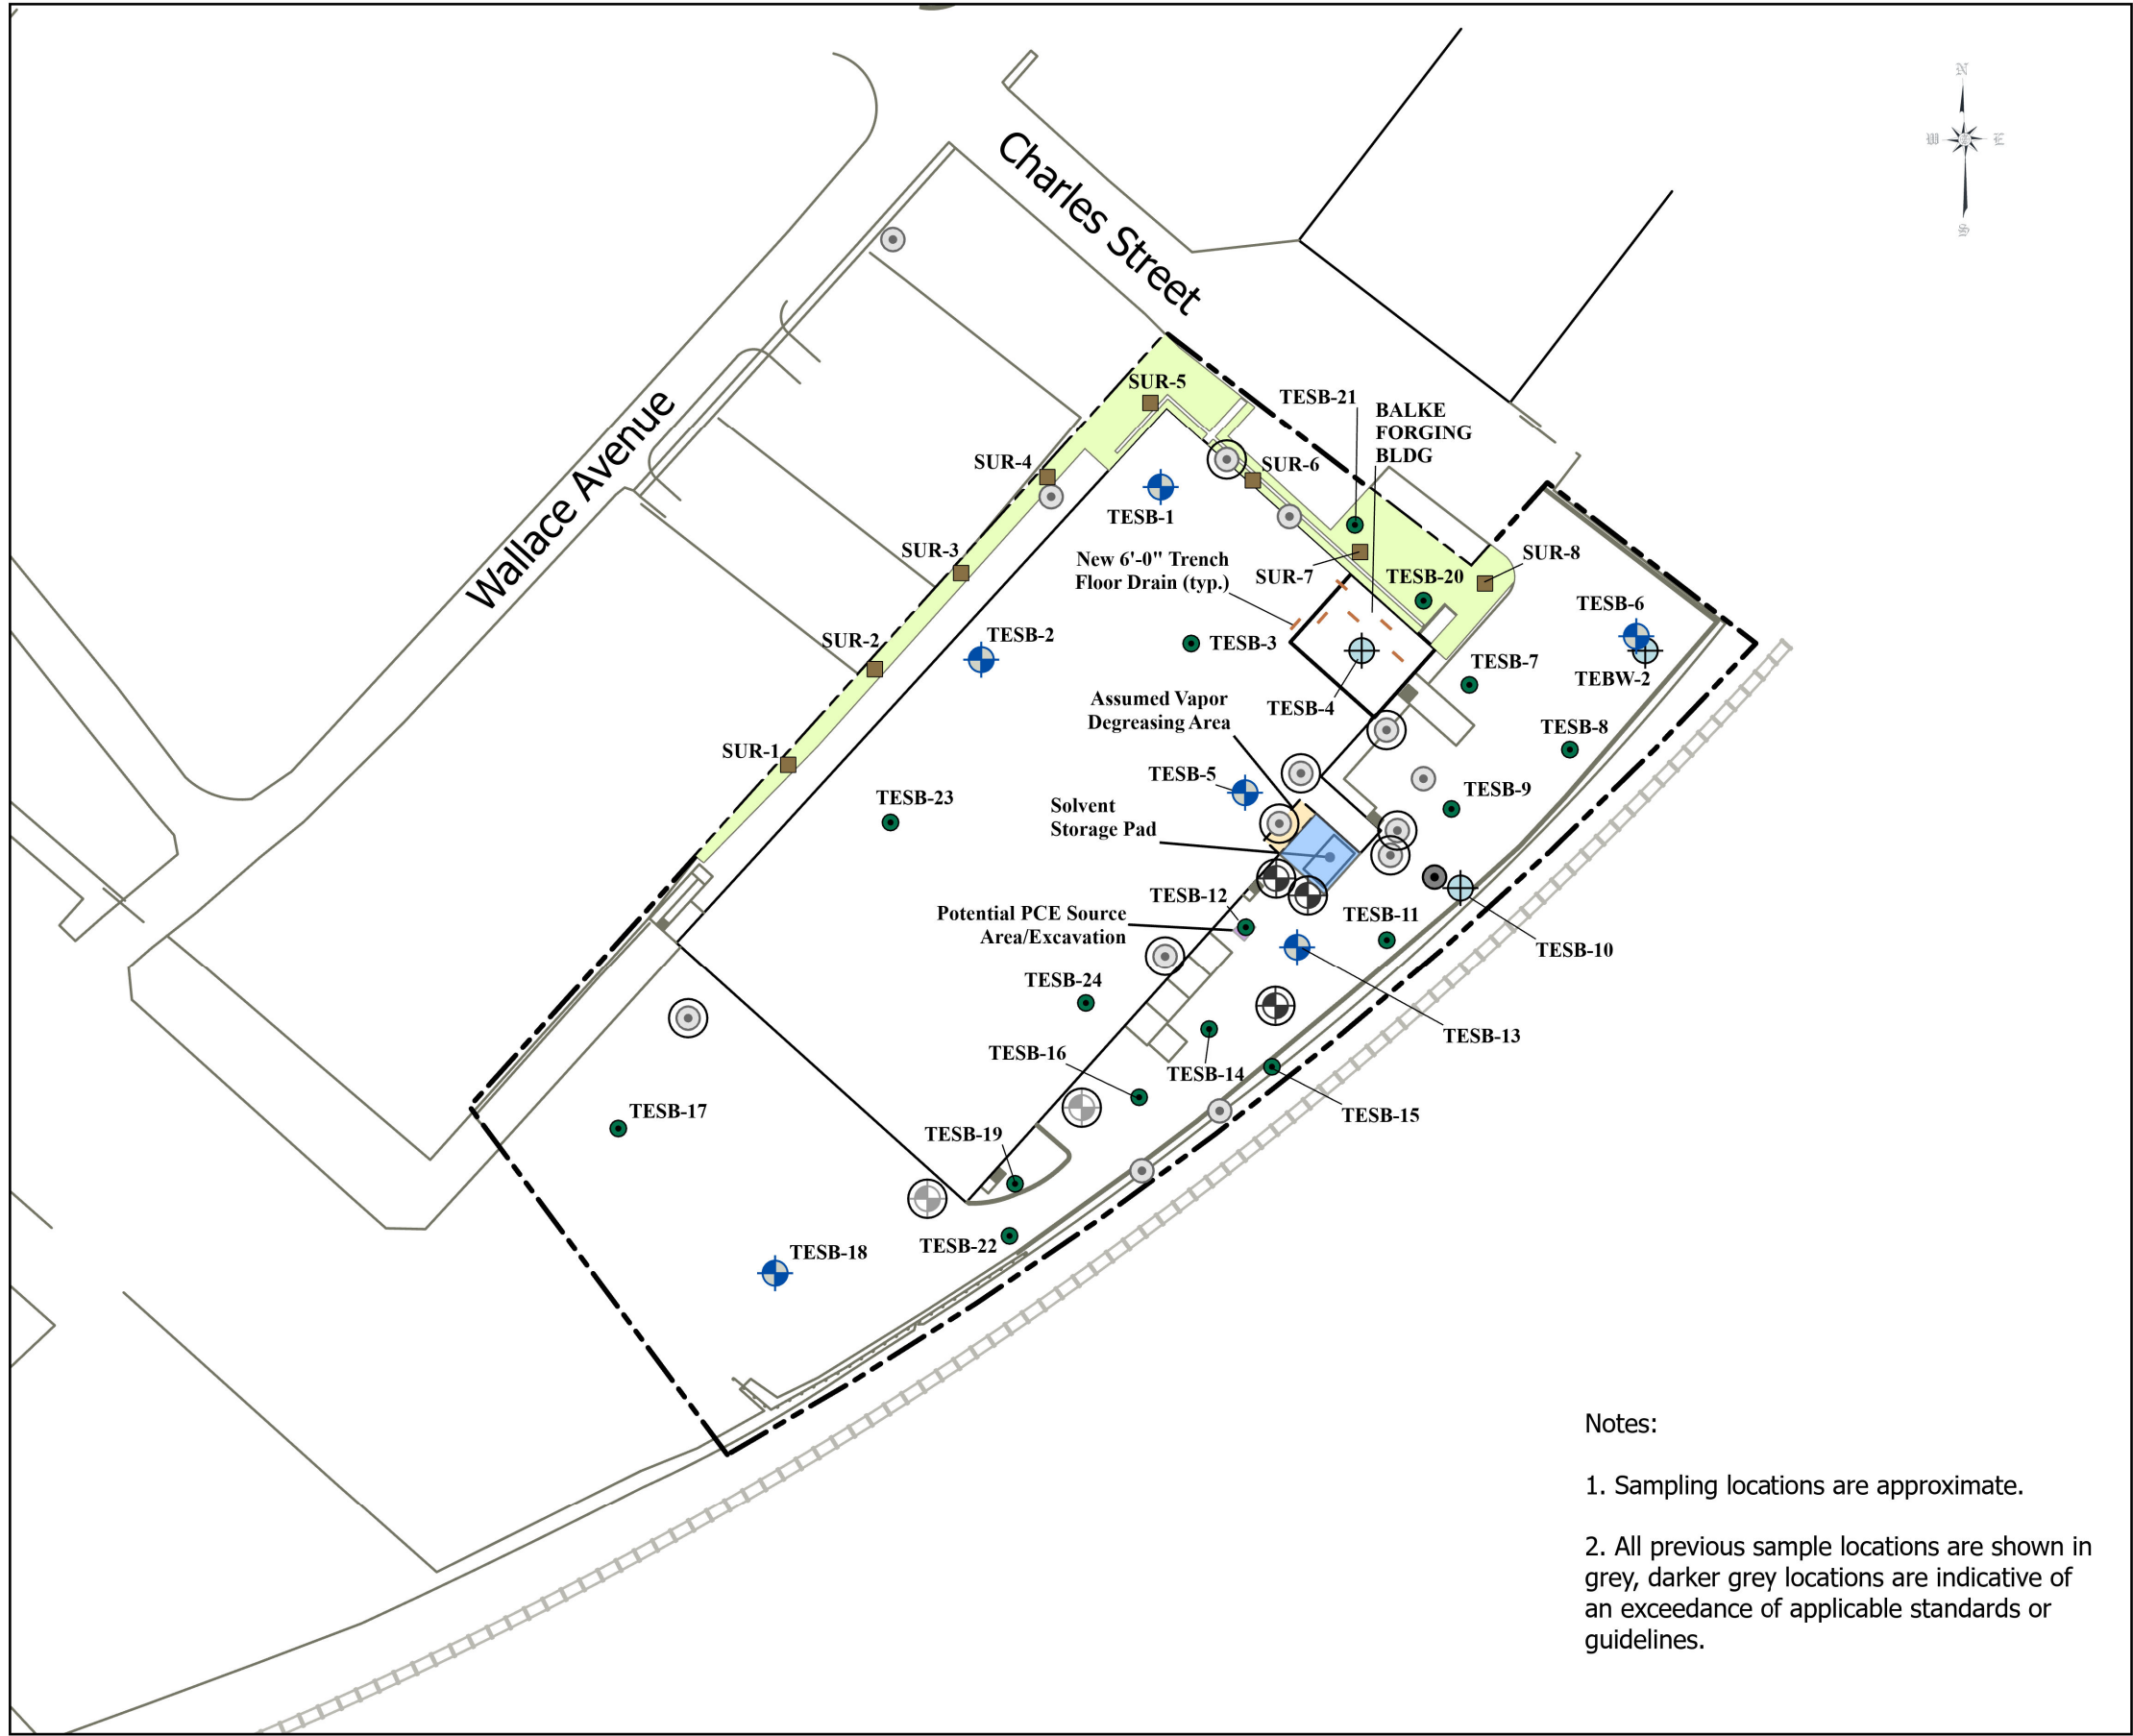 N
W
E
S
Charles Street
Wallace Avenue
SUR-5
TESB-21
BALKE
FORGING
BLDG
SUR-4
SUR-6
TESB-1
SUR-3
New 6'-0" Trench
Floor Drain (typ.)
SUR-7
SUR-8
TESB-20
TESB-6
SUR-2
TESB-2
TESB-3
TESB-7
TEBW-2
TESB-4
Assumed Vapor
Degreasing Area
TESB-8
SUR-1
TESB-5
TESB-9
TESB-23
Solvent
Storage Pad
TESB-12
TESB-11
Potential PCE Source
Area/Excavation
TESB-10
TESB-24
TESB-13
TESB-16
TESB-14
TESB-17
TESB-15
TESB-19
TESB-22
TESB-18
Notes:
1. Sampling locations are approximate.
2. All previous sample locations are shown in
grey, darker grey locations are indicative of
an exceedance of applicable standards or
guidelines.